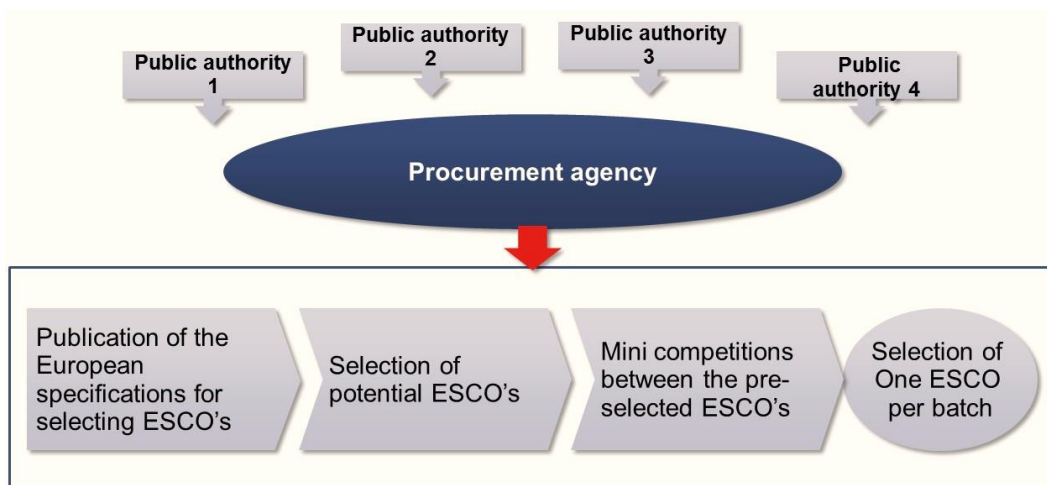 Public authority
1
Public authority
2
Public authority
3
Public
authority 4
Procurement agency
Publication of the
European
specifications for
selecting ESCO's
Selection of
potential ESCO's
Mini competitions
between the pre-
selected ESCO's
Selection of
One ESCO
per batch